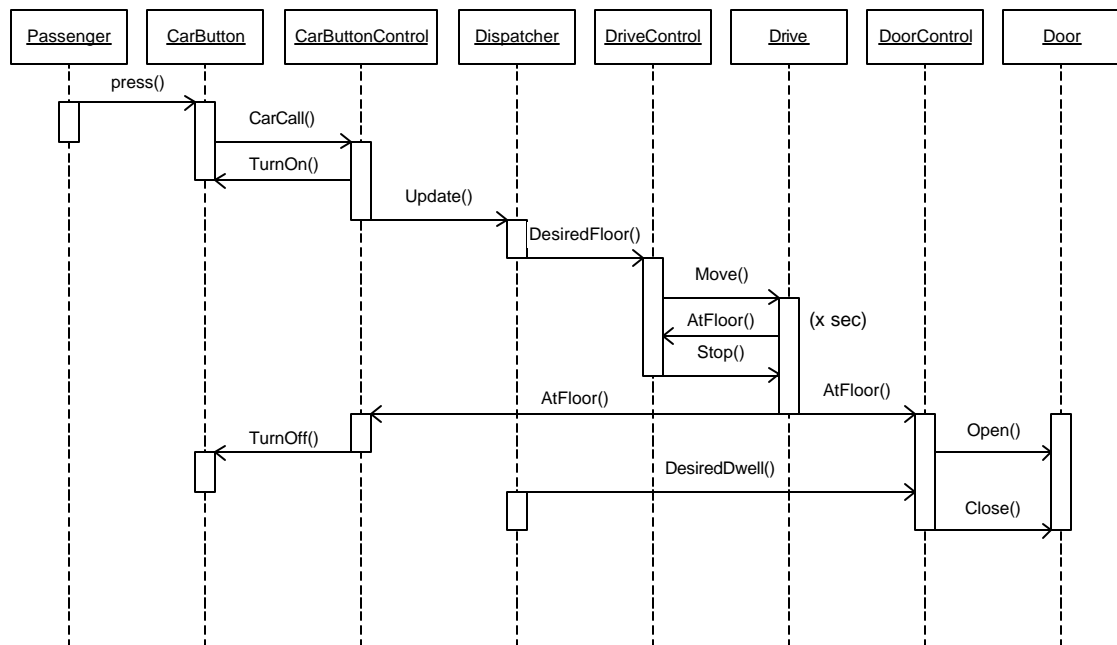 Passenger
CarButton
CarButtonControl
Dispatcher
DriveControl
Drive
DoorControl
Door
press()
CarCall()
TurnOn()
Update()
DesiredFloor()
Move()
AtFloor()
(x sec)
Stop()
AtFloor()
AtFloor()
TurnOff()
Open()
DesiredDwell()
Close()